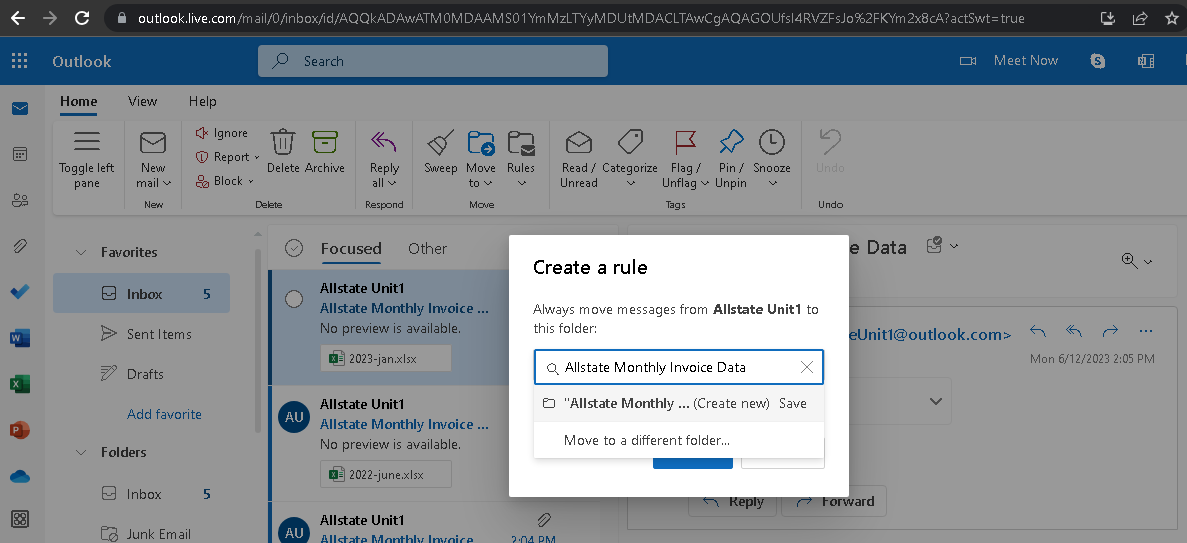 outlook.live.com/mail/0/inbox/id/AQQkADAwATM0MDAAMS01YmMzLTYyMDUtMDACLTAwCgAQAGOUfsI4RVZFsJo%2FKYm2x8cA?actSwt=true
Outlook
Search
Meet Now
Home View Help
Toglle left pane
New mail
New
Ignore
Report
Block
Delete
Archive
Delete
Reply all
Respond
Sweep
Move to
Rules
Move
Read / Unread
Categorize
Flag / Unflag
Pin / Unpin
Snooze
Tags
Undo
Undo
Favorites
Inbox 5
Sent Items
Drafts
Add favorite
Folders
Inbox 5
Junk Email
Focused Other
Allstate Unit1
Allstate Monthly Invoice ...
No preview is available.
2023-jan.xlsx
AU
Allstate Unit1
Allstate Monthly Invoice ...
No preview is available.
2022-june.xlsx
AU
Allstate Unit1
Allstate Monthly Invoice
2:04 PM
Create a rule
Always move messages from Allstate Unit1 to
this folder:
Allstate Monthly Invoice Data
"Allstate Monthly ... (Create new) Save
Move to a different folder...
e Data
eUnit1@outlook.com>
Mon 6/12/2023 2:05 PM
Reply
Forward